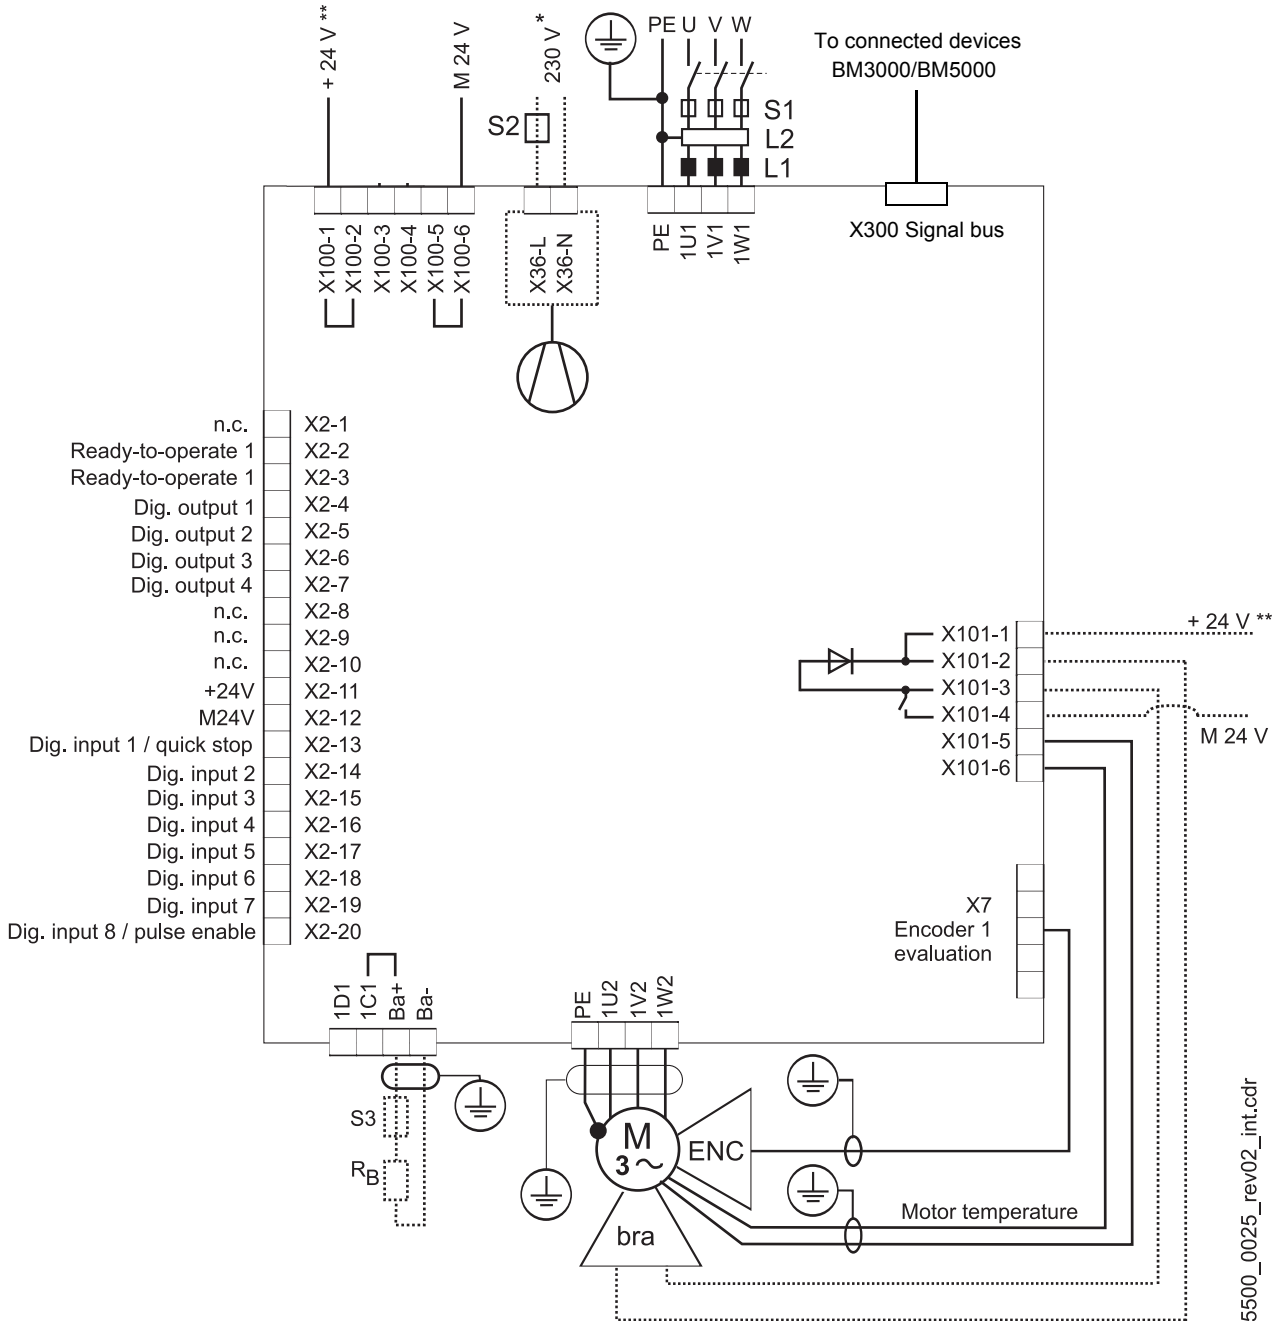 + 24 V **
M 24 V
230 V *
PE U V W
To connected devices
BM3000/BM5000
S2
S1
L2
L1
X100-1
X100-2
X100-3
X100-4
X100-5
X100-6
X36-L
X36-N
PE
1U1
1V1
1W1
X300 Signal bus
n.c. X2-1
Ready-to-operate 1 X2-2
Ready-to-operate 1 X2-3
Dig. output 1 X2-4
Dig. output 2 X2-5
Dig. output 3 X2-6
Dig. output 4 X2-7
n.c. X2-8
n.c. X2-9
n.c. X2-10
+24V X2-11
M24V X2-12
Dig. input 1 / quick stop X2-13
Dig. input 2 X2-14
Dig. input 3 X2-15
Dig. input 4 X2-16
Dig. input 5 X2-17
Dig. input 6 X2-18
Dig. input 7 X2-19
Dig. input 8 / pulse enable X2-20
X101-1
X101-2
X101-3
X101-4
X101-5
X101-6
+ 24 V **
M 24 V
X7
Encoder 1
evaluation
1D1
1C1
Ba+
Ba-
PE
1U2
1V2
1W2
S3
RB
M
3 ~
ENC
bra
Motor temperature
5500_0025_rev02_int.cdr